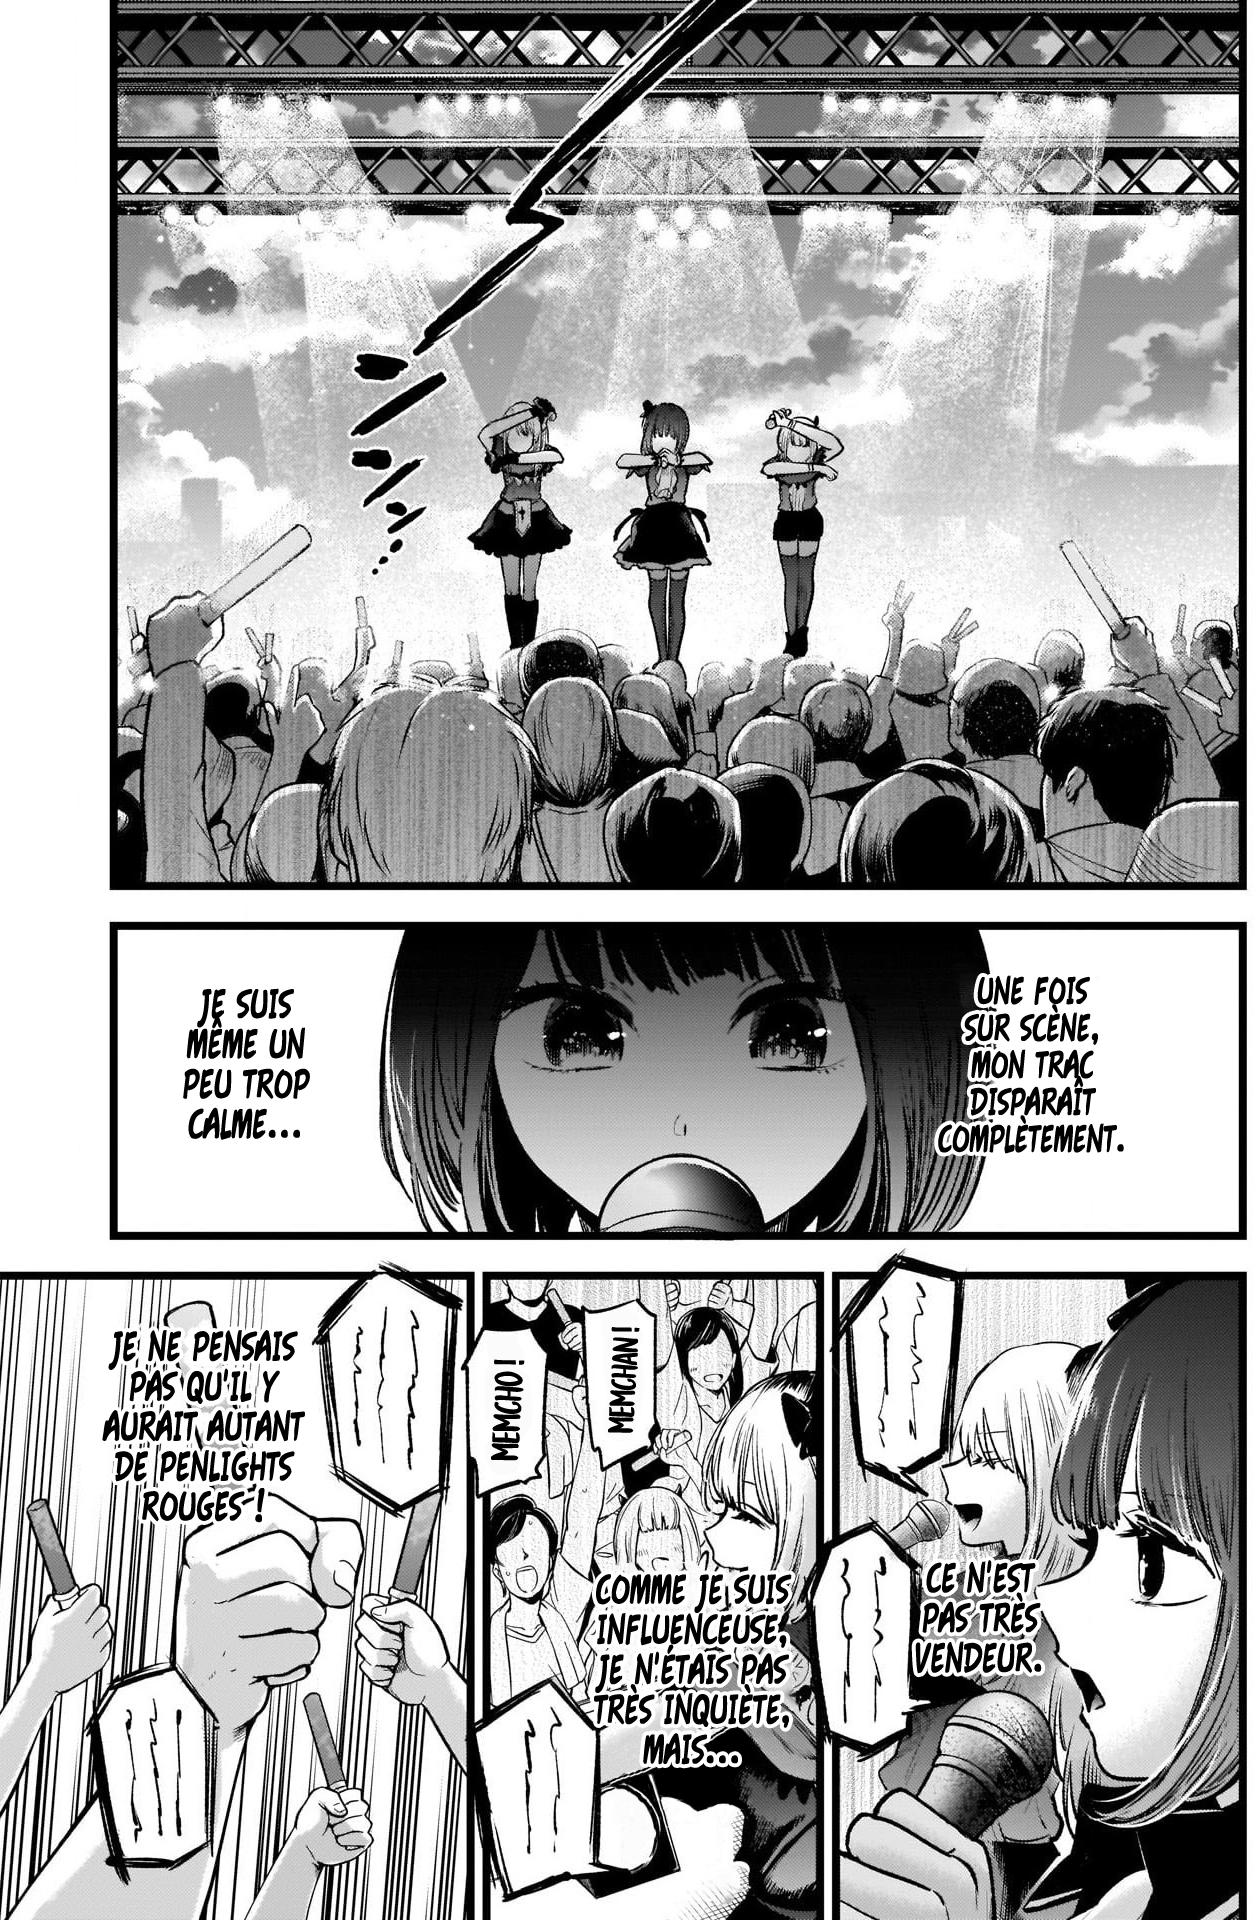 UNE FOIS
SUR SCÈNE,
MON TRAC
DISPARAÎT
COMPLÈTEMENT.
JE SUIS
MÊME UN
PEU TROP
CALME...
CE N'EST
PAS TRÈS
VENDEUR.
MEMCHAN !
MEMCHO !
COMME JE SUIS
INFLUENCEUSE,
JE N'ÉTAIS PAS
TRÈS INQUIÈTE,
MAIS...
JE NE PENSAIS
PAS QU'IL Y
AURAIT AUTANT
DE PENLIGHTS
ROUGES !